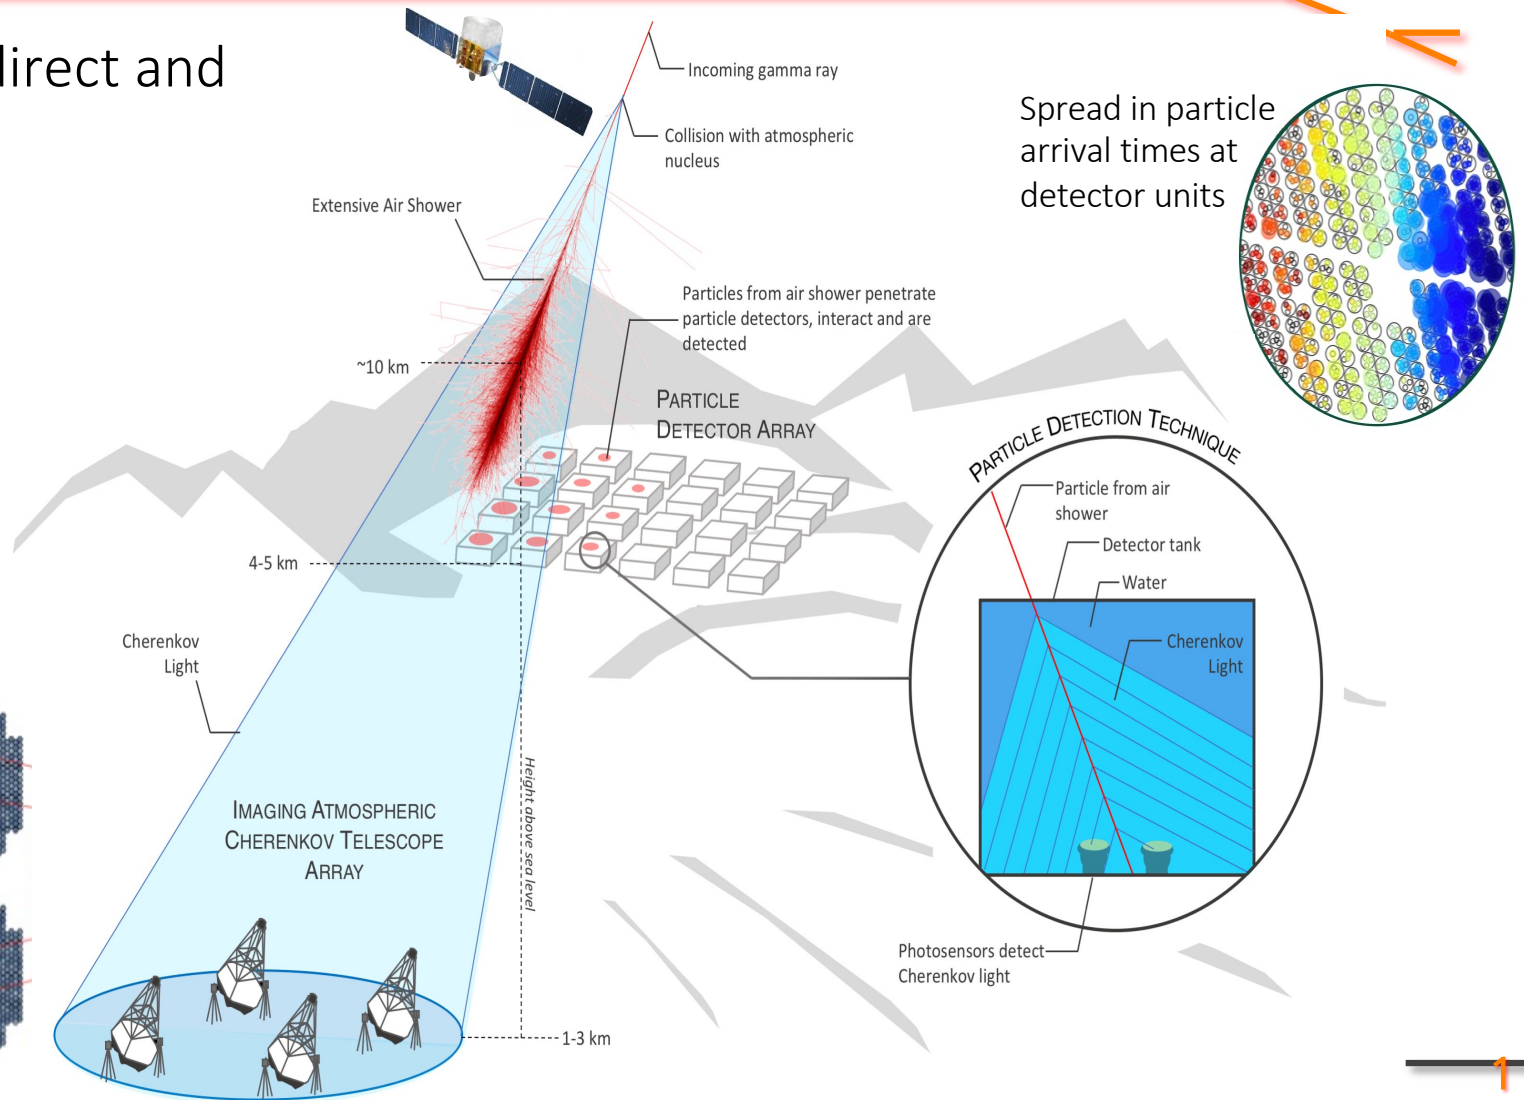 direct and
Incoming gamma ray
Collision with atmospheric
nucleus
Spread in particle
arrival times at
detector units
Extensive Air Shower
Particles from air shower penetrate
particle detectors, interact and are
detected
~10 km
PARTICLE
DETECTOR ARRAY
PARTICLE DETECTION TECHNIQUE
Particle from air
shower
Detector tank
Water
Cherenkov
Light
4-5 km
Cherenkov
Light
Height above sea level
IMAGING ATMOSPHERIC
CHERENKOV TELESCOPE
ARRAY
Photosensors detect
Cherenkov light
1-3 km
1